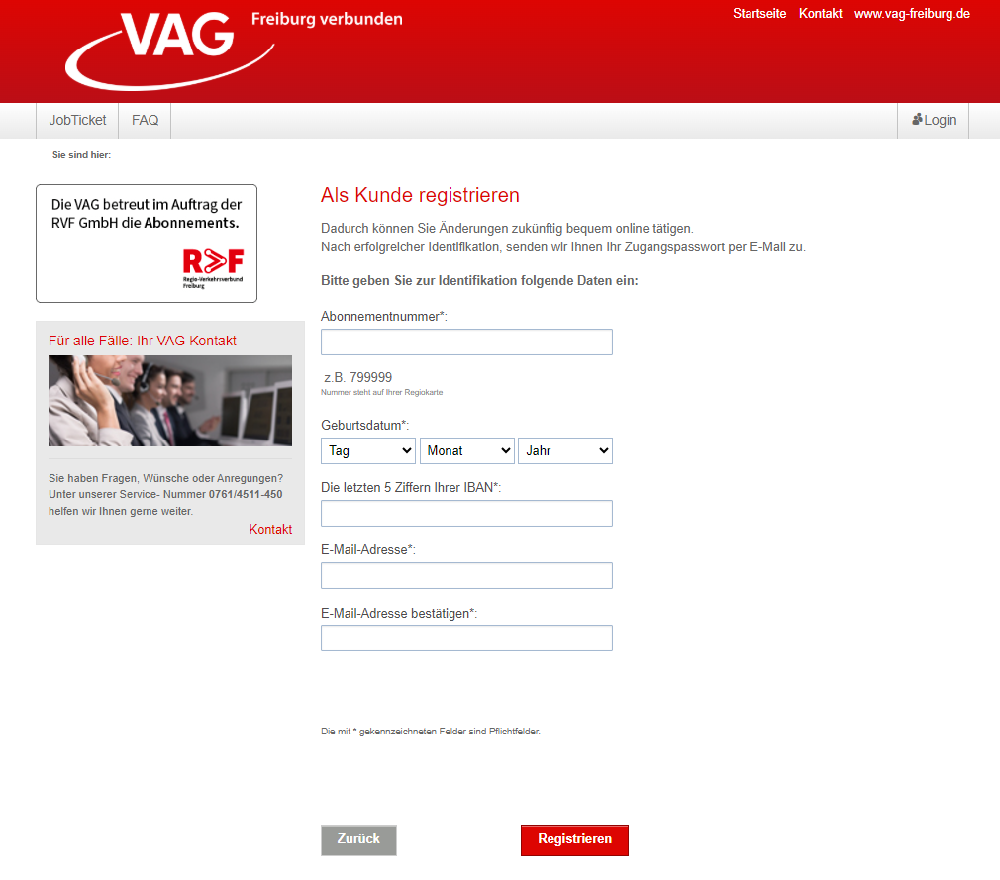 VAG
Freiburg verbunden
Startseite Kontakt www.vag-freiburg.de
JobTicket FAQ Login
Sie sind hier:
Die VAG betreut im Auftrag der
RVF GmbH die Abonnements.
RVF
Regio-Verkehrsverbund
Freiburg
Für alle Fälle: Ihr VAG Kontakt
Sie haben Fragen, Wünsche oder Anregungen?
Unter unserer Service- Nummer 0761/4511-450
helfen wir Ihnen gerne weiter.
Kontakt
Als Kunde registrieren
Dadurch können Sie Änderungen zukünftig bequem online tätigen.
Nach erfolgreicher Identifikation, senden wir Ihnen Ihr Zugangspasswort per E-Mail zu.
Bitte geben Sie zur Identifikation folgende Daten ein:
Abonnementnummer*:
z.B. 799999
Nummer steht auf Ihrer Regiokarte
Geburtsdatum*:
Tag Monat Jahr
Die letzten 5 Ziffern Ihrer IBAN*:
E-Mail-Adresse*:
E-Mail-Adresse bestätigen*:
Die mit * gekennzeichneten Felder sind Pflichtfelder.
Zurück Registrieren